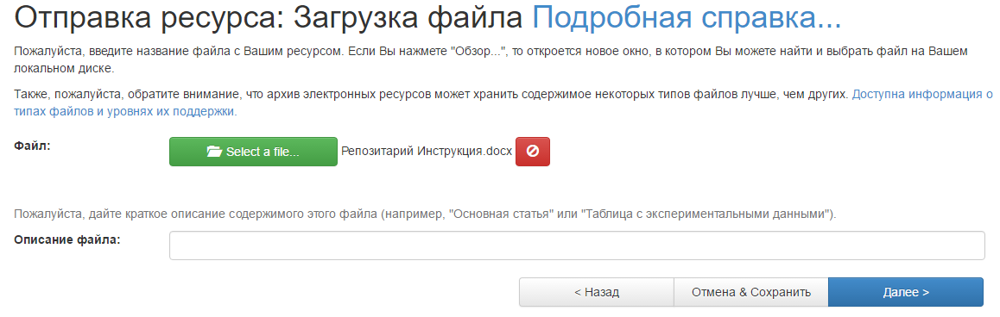 Отправка ресурса: Загрузка файла Подробная справка...
Пожалуйста, введите название файла с Вашим ресурсом. Если Вы нажмете "Обзор...", то откроется новое окно, в котором Вы можете найти и выбрать файл на Вашем
локальном диске.
Также, пожалуйста, обратите внимание, что архив электронных ресурсов может хранить содержимое некоторых типов файлов лучше, чем других. Доступна информация о
типах файлов и уровнях их поддержки.
Файл: Select a file... Репозитарий Инструкция.docx
Пожалуйста, дайте краткое описание содержимого этого файла (например, "Основная статья" или "Таблица с экспериментальными данными").
Описание файла:
< Назад Отмена & Сохранить Далее >